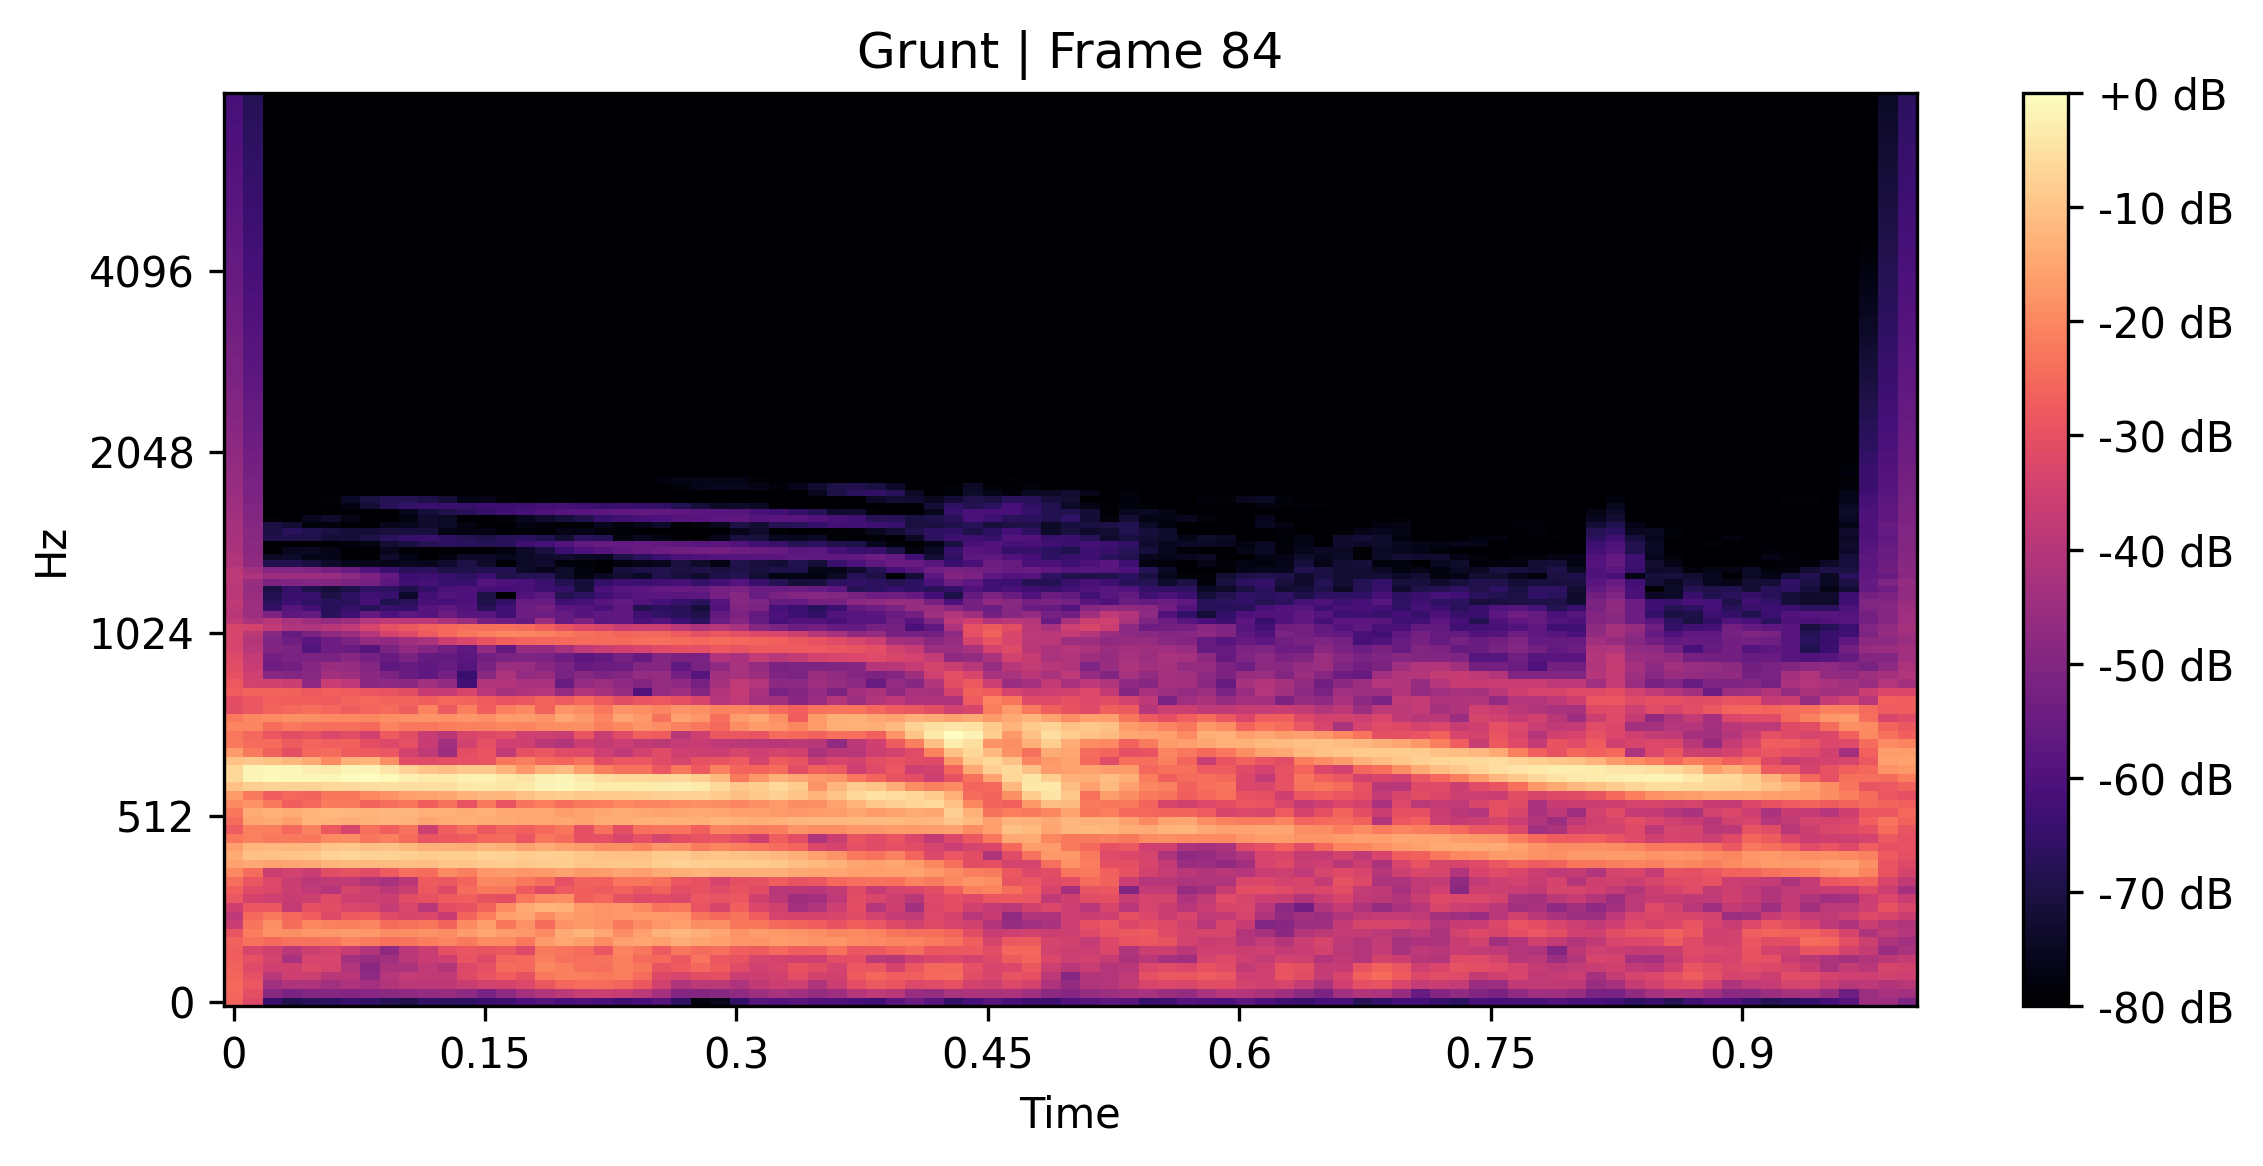 Grunt | Frame 84
+0 dB
-10 dB
-20 dB
-30 dB
-40 dB
-50 dB
-60 dB
-70 dB
-80 dB
Hz
4096
2048
1024
512
0
0 0.15 0.3 0.45 0.6 0.75 0.9
Time